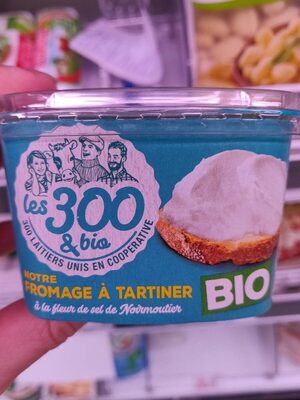 les 300
& bio
300 LAITIERS UNIS EN COOPÉRATIVE
NOTRE
FROMAGE À TARTINER
à la fleur de sel de Noirmoutier
BIO